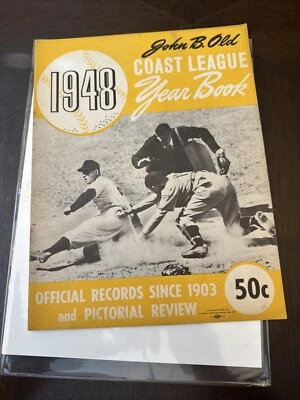 John B. Old
1948
COAST LEAGUE
Year Book
OFFICIAL RECORDS SINCE 1903
and PICTORIAL REVIEW
50c